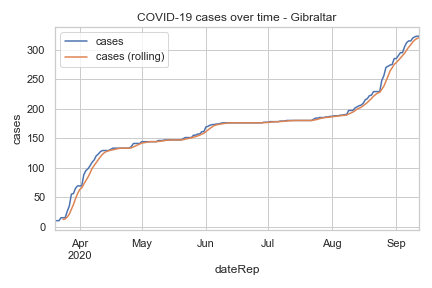 COVID-19 cases over time - Gibraltar
cases
cases (rolling)
cases
300
250
200
150
100
50
0
Apr
2020
May
Jun
Jul
Aug
Sep
dateRep